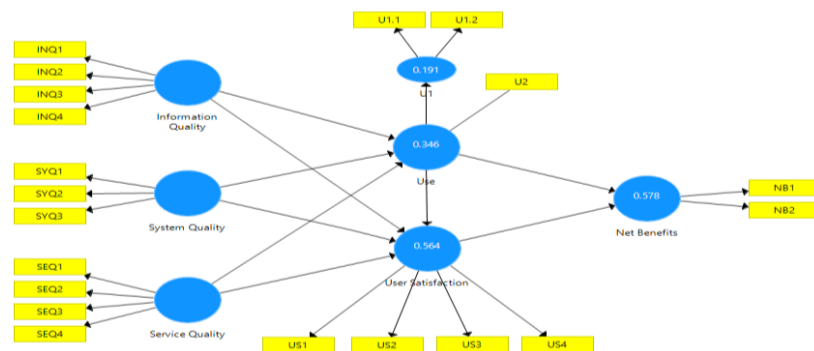 U1.1
U1.2
INQ1
INQ2
INQ3
INQ4
Information
Quality
0.191
U1
U2
0.346
Use
SYQ1
SYQ2
SYQ3
System Quality
0.578
Net Benefits
NB1
NB2
0.564
User Satisfaction
SEQ1
SEQ2
SEQ3
SEQ4
Service Quality
US1
US2
US3
US4